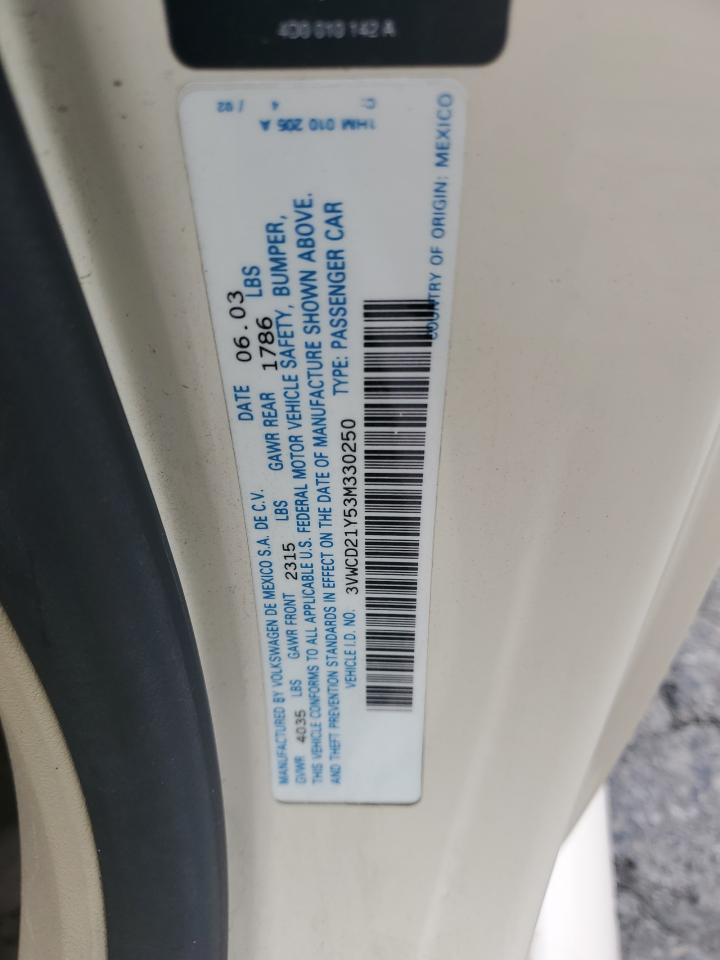 4D0 010 142 A
MANUFACTURED BY VOLKSWAGEN DE MEXICO S.A. DE C.V. DATE 06.03
GVWR 4035 LBS GAWR FRONT 2315 LBS GAWR REAR 1786 LBS
THIS VEHICLE CONFORMS TO ALL APPLICABLE U.S. FEDERAL MOTOR VEHICLE SAFETY, BUMPER,
AND THEFT PREVENTION STANDARDS IN EFFECT ON THE DATE OF MANUFACTURE SHOWN ABOVE.
VEHICLE I.D. NO. 3VWCD21Y53M330250 TYPE: PASSENGER CAR
COUNTRY OF ORIGIN: MEXICO
1HM 010 205 A